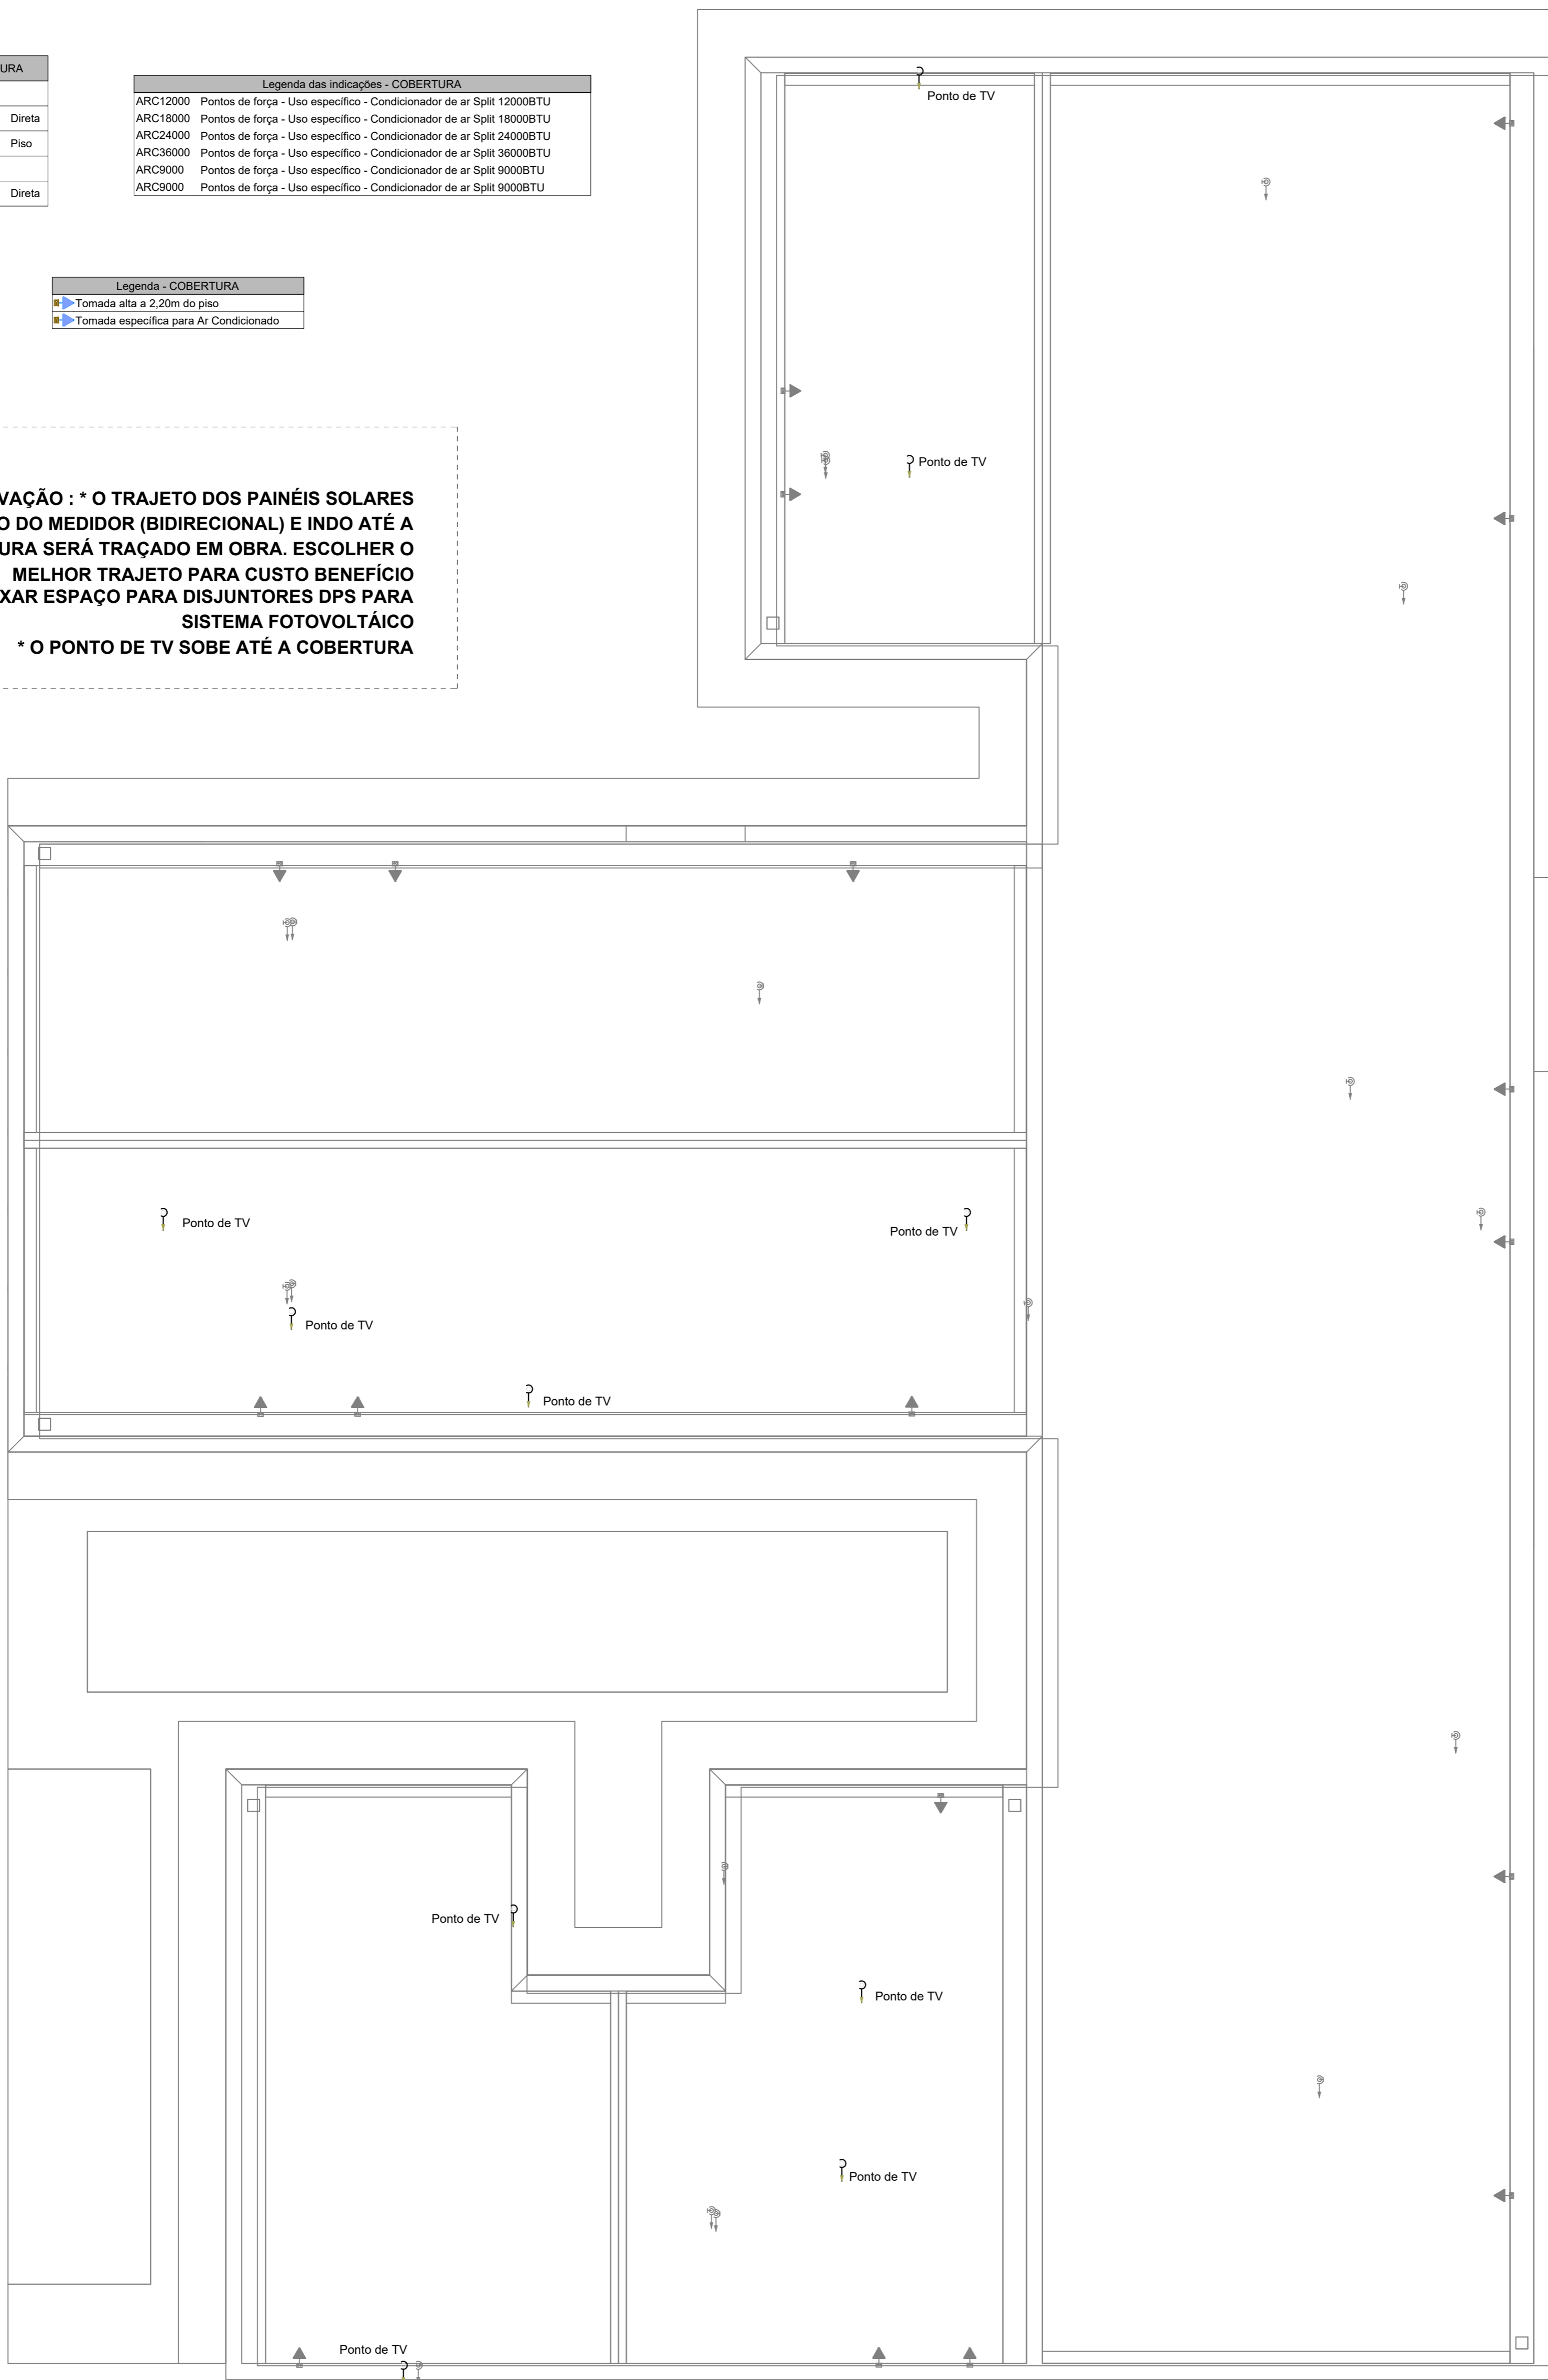 URA
Direta
Piso
Direta
Legenda das indicações - COBERTURA
ARC12000 Pontos de força - Uso específico - Condicionador de ar Split 12000BTU
ARC18000 Pontos de força - Uso específico - Condicionador de ar Split 18000BTU
ARC24000 Pontos de força - Uso específico - Condicionador de ar Split 24000BTU
ARC36000 Pontos de força - Uso específico - Condicionador de ar Split 36000BTU
ARC9000 Pontos de força - Uso específico - Condicionador de ar Split 9000BTU
ARC9000 Pontos de força - Uso específico - Condicionador de ar Split 9000BTU
Legenda - COBERTURA
Tomada alta a 2,20m do piso
Tomada específica para Ar Condicionado
VAÇÃO : * O TRAJETO DOS PAINÉIS SOLARES
O DO MEDIDOR (BIDIRECIONAL) E INDO ATÉ A
URA SERÁ TRAÇADO EM OBRA. ESCOLHER O
MELHOR TRAJETO PARA CUSTO BENEFÍCIO
XAR ESPAÇO PARA DISJUNTORES DPS PARA
SISTEMA FOTOVOLTÁICO
* O PONTO DE TV SOBE ATÉ A COBERTURA
Ponto de TV
Ponto de TV
Ponto de TV
Ponto de TV
Ponto de TV
Ponto de TV
Ponto de TV
Ponto de TV
Ponto de TV
Ponto de TV